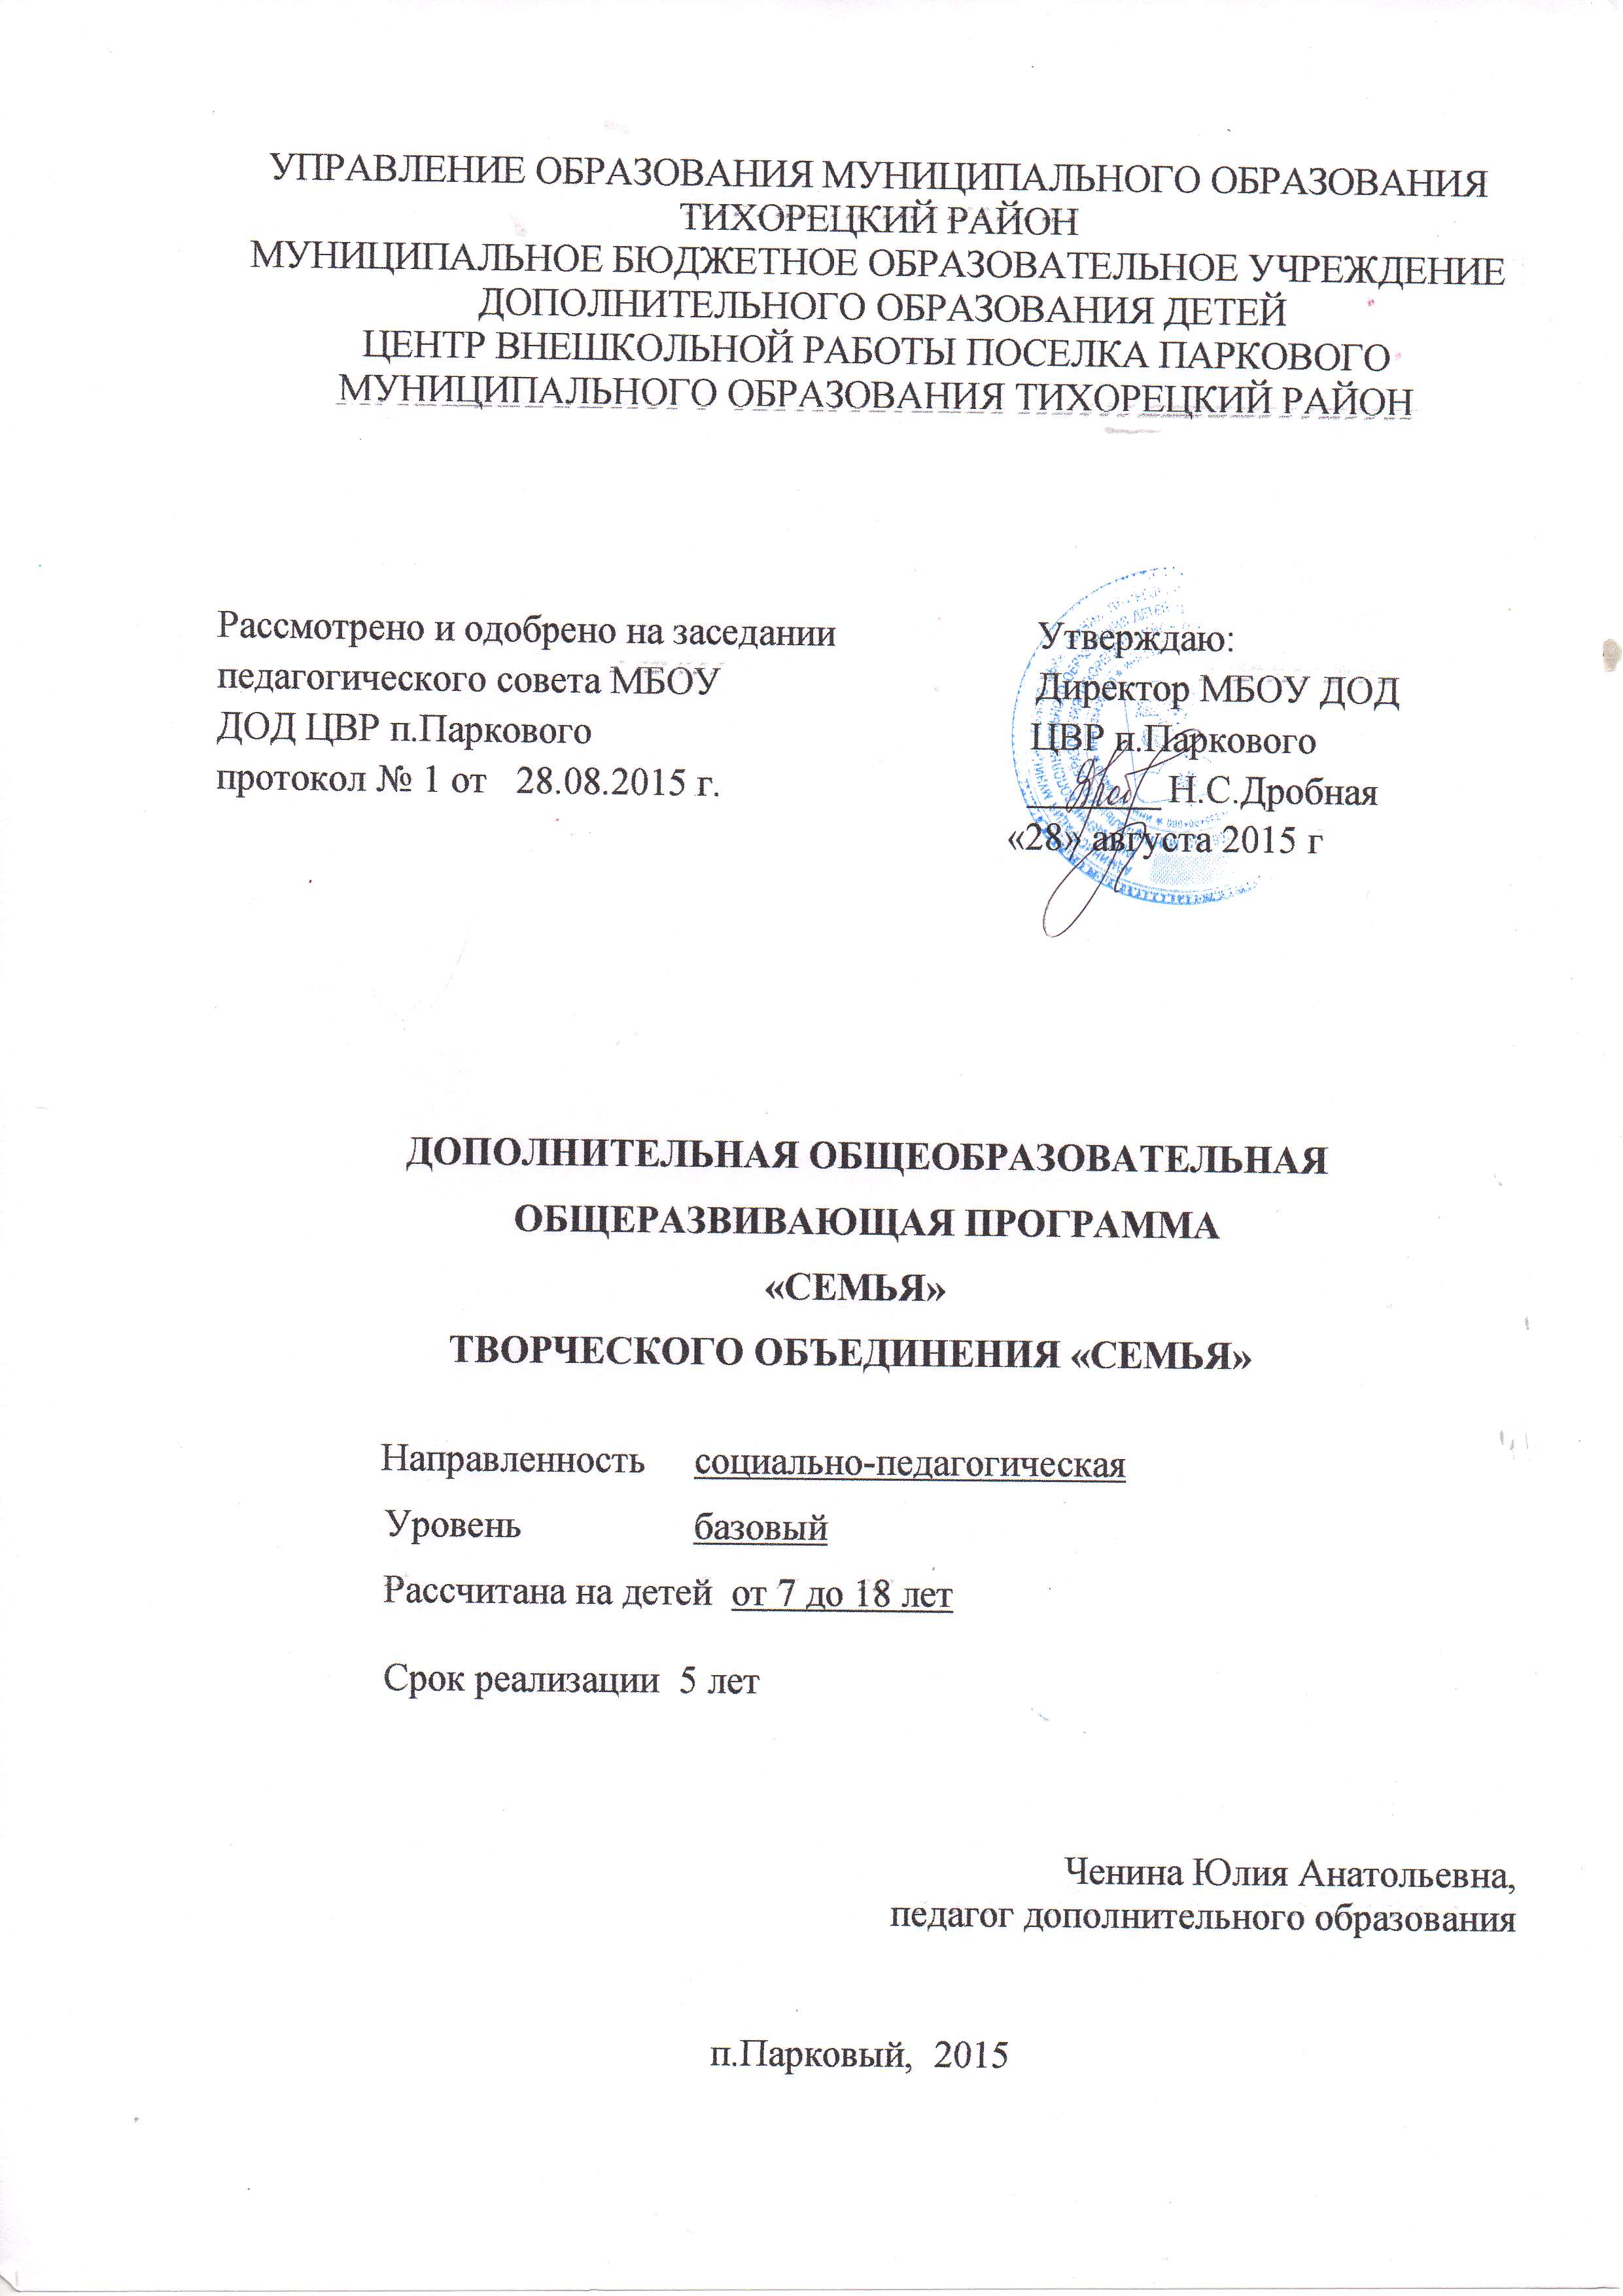 УПРАВЛЕНИЕ ОБРАЗОВАНИЯ МУНИЦИПАЛЬНОГО ОБРАЗОВАНИЯ
ТИХОРЕЦКИЙ РАЙОН
МУНИЦИПАЛЬНОЕ БЮДЖЕТНОЕ ОБРАЗОВАТЕЛЬНОЕ УЧРЕЖДЕНИЕ
ДОПОЛНИТЕЛЬНОГО ОБРАЗОВАНИЯ ДЕТЕЙ
ЦЕНТР ВНЕШКОЛЬНОЙ РАБОТЫ ПОСЕЛКА ПАРКОВОГО
МУНИЦИПАЛЬНОГО ОБРАЗОВАНИЯ ТИХОРЕЦКИЙ РАЙОН
Рассмотрено и одобрено на заседании
педагогического совета МБОУ
ДОД ЦВР п.Паркового
протокол № 1 от 28.08.2015 г.
Утверждаю:
Директор МБОУ ДОД
ЦВР п.Паркового
Н.С.Дробная
«28» августа 2015 г
ДОПОЛНИТЕЛЬНАЯ ОБЩЕОБРАЗОВАТЕЛЬНАЯ
ОБЩЕРАЗВИВАЮЩАЯ ПРОГРАММА
«СЕМЬЯ»
ТВОРЧЕСКОГО ОБЪЕДИНЕНИЯ «СЕМЬЯ»
Направленность социально-педагогическая
Уровень базовый
Рассчитана на детей от 7 до 18 лет
Срок реализации 5 лет
Ченина Юлия Анатольевна,
педагог дополнительного образования
п.Парковый, 2015